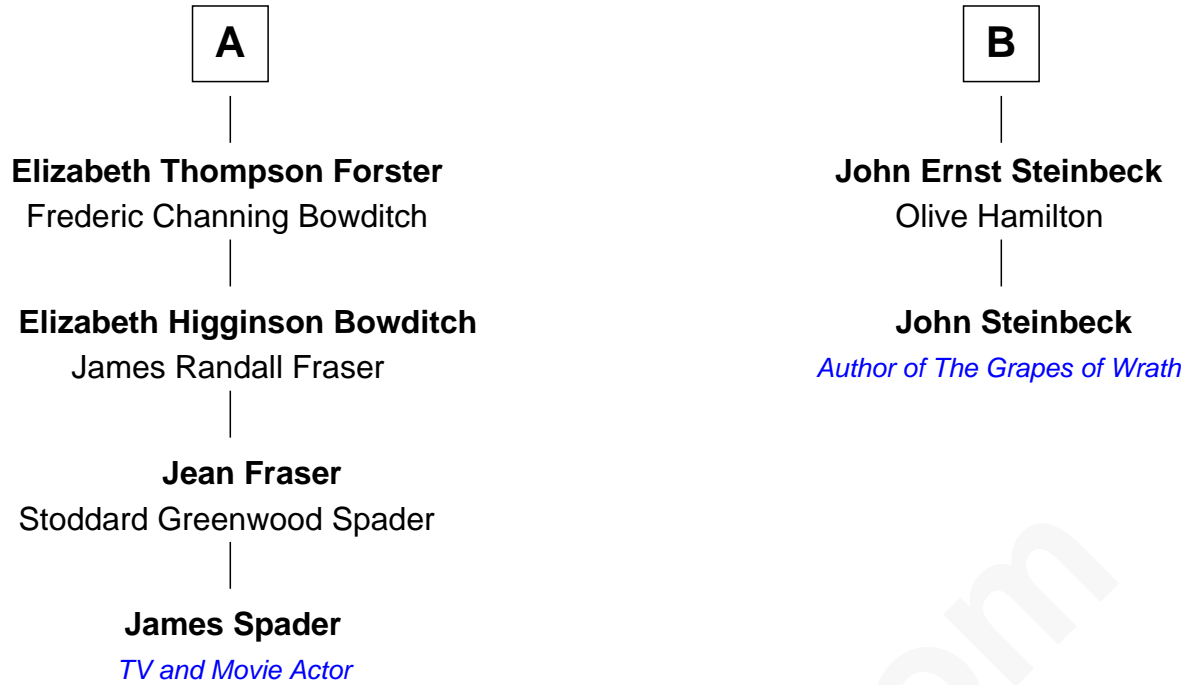 A
Elizabeth Thompson Forster
Frederic Channing Bowditch
Elizabeth Higginson Bowditch
James Randall Fraser
Jean Fraser
Stoddard Greenwood Spader
James Spader
TV and Movie Actor
B
John Ernst Steinbeck
Olive Hamilton
John Steinbeck
Author of The Grapes of Wrath
om